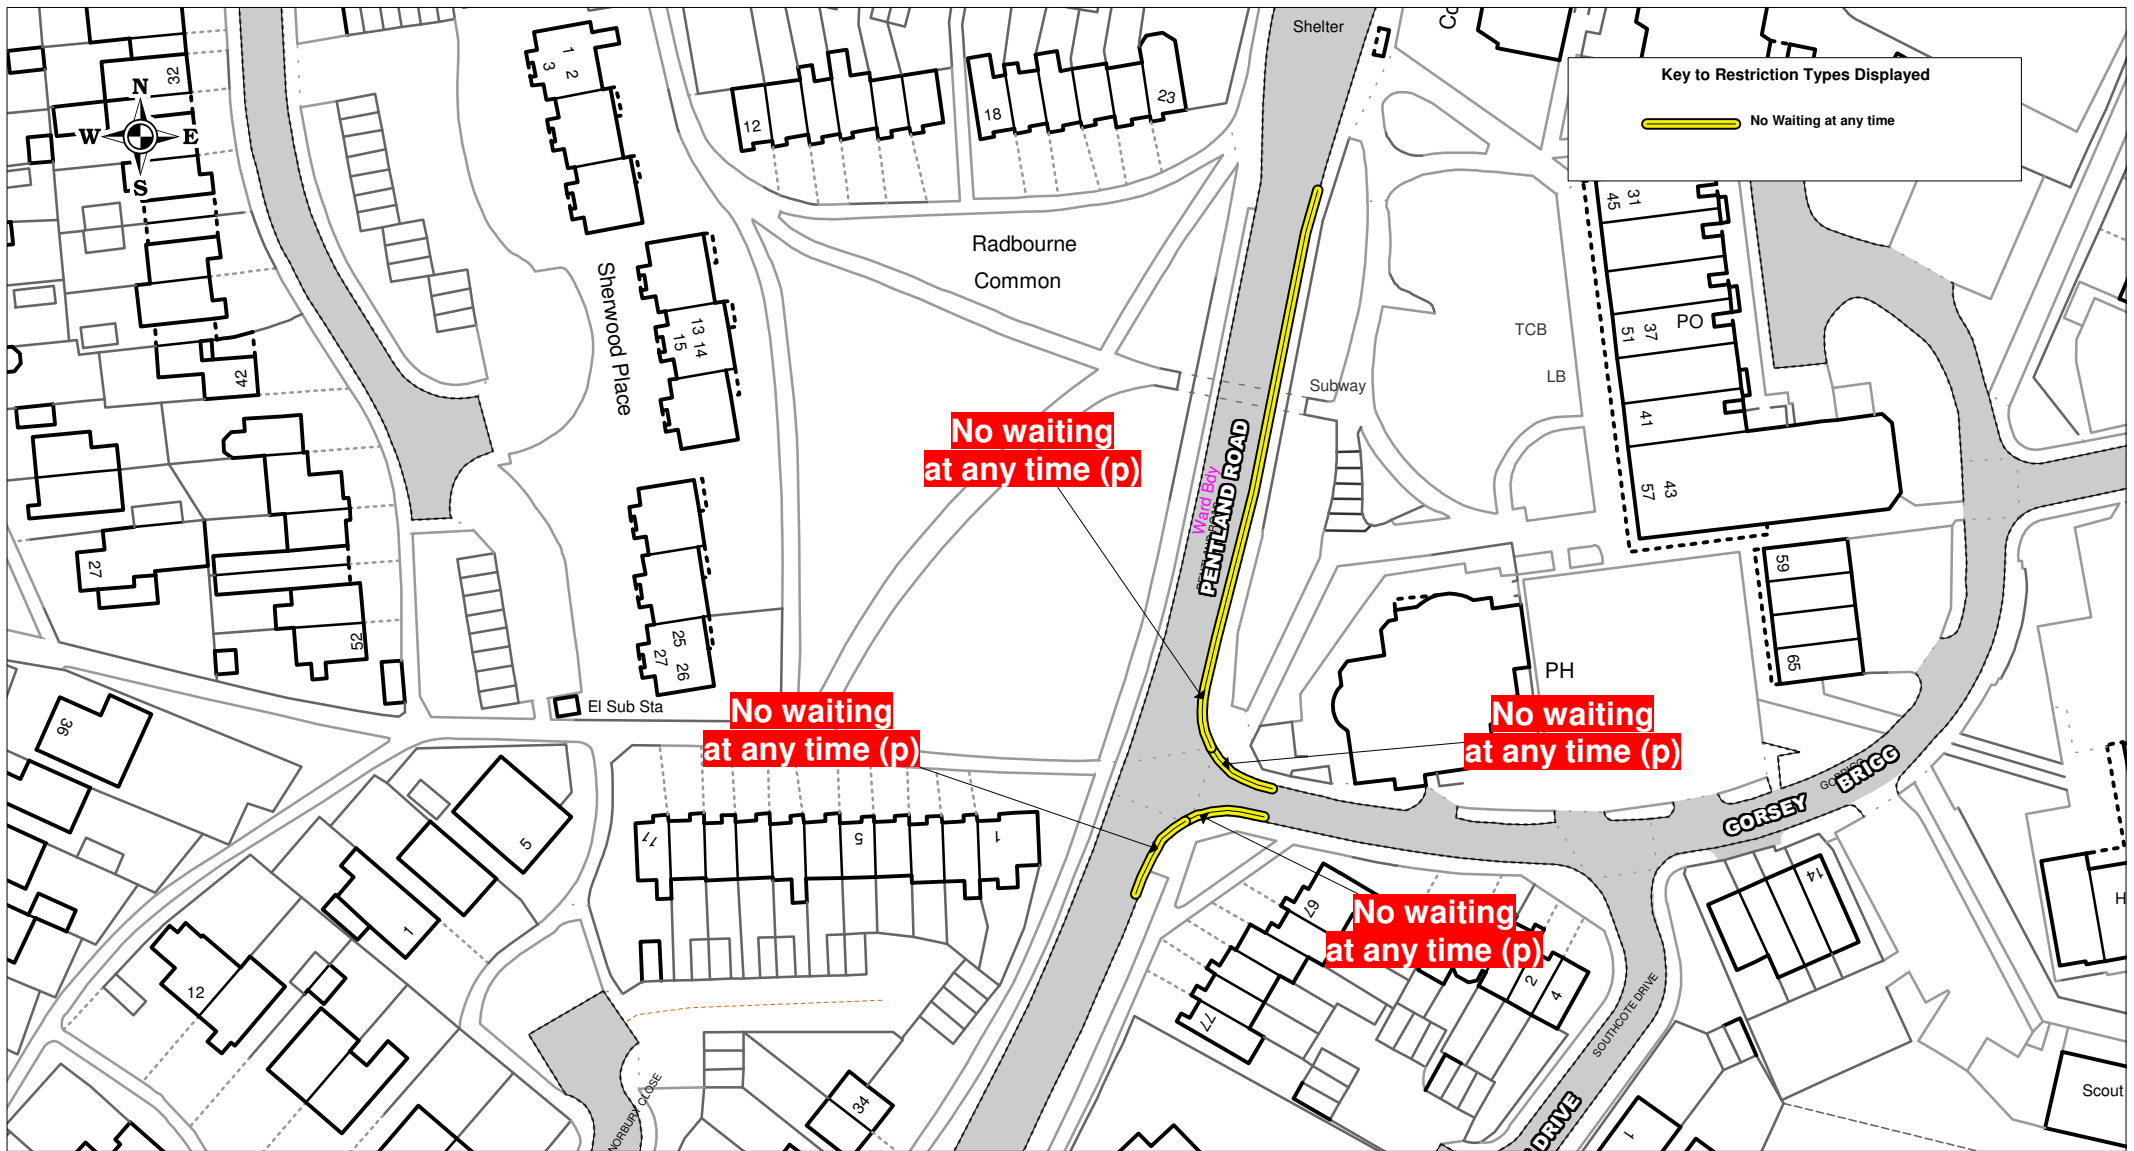 Shelter
Co
Key to Restriction Types Displayed
No Waiting at any time
N
W E
S
32
1
2
3
12
18
23
Radbourne
Common
Sherwood Place
13 14
15
31
45
PO
37
51
TCB
LB
Subway
42
41
No waiting
at any time (p)
PENTLAND ROAD
Ward Bdy
43
57
27
59
52
25
26
27
65
PH
El Sub Sta
36
No waiting
at any time (p)
No waiting
at any time (p)
GORSEY BRIGG
11
5
1
5
1
14
67
No waiting
at any time (p)
H
2
4
12
77
SOUTHCOTE DRIVE
34
NORBURY CLOSE
DRIVE
1
Scout